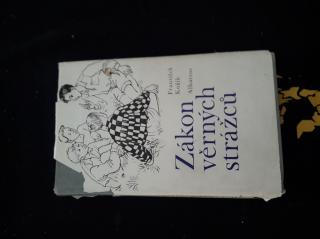 František
Kožík
Albatros
Zákon
věrných
strážců